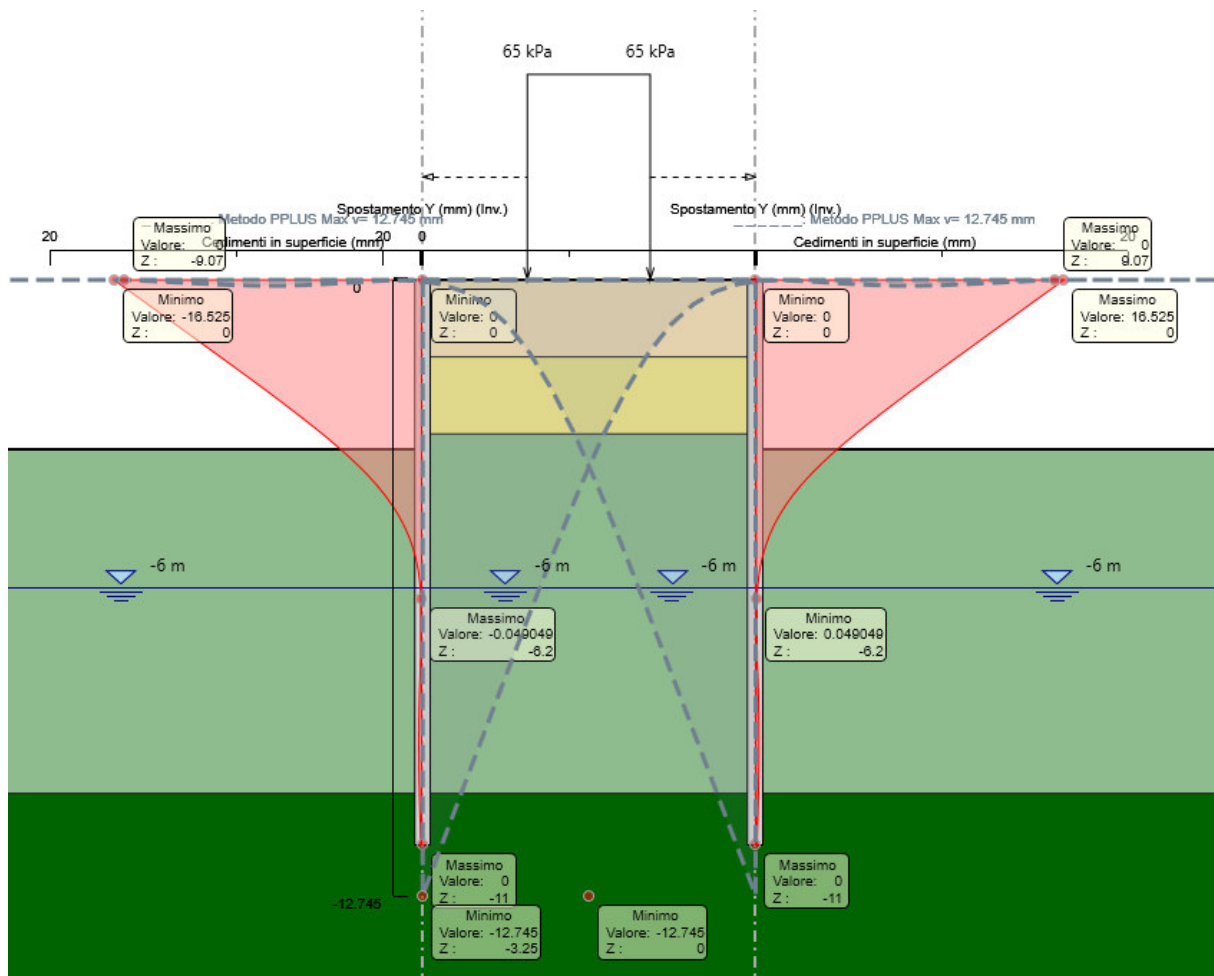 65 kPa 65 kPa
Spostamento Y (mm) (Inv.) Spostamento Y (mm) (Inv.)
Metodo PPLUS Max v= 12.745 mm : Metodo PPLUS Max v= 12.745 mm
Cedimenti in superficie (mm) Cedimenti in superficie (mm)
20 20 0 20
Massimo
Valore: 0
Z : -9.07
Massimo
Valore: 0
Z : 9.07
0
Minimo
Valore: -16.525
Z : 0
Minimo
Valore: 0
Z : 0
Minimo
Valore: 0
Z : 0
Massimo
Valore: 16.525
Z : 0
-6 m -6 m -6 m -6 m
Massimo
Valore: -0.049049
Z : -6.2
Minimo
Valore: 0.049049
Z : -6.2
Massimo
Valore: 0
Z : -11
Massimo
Valore: 0
Z : -11
-12.745
Minimo
Valore: -12.745
Z : -3.25
Minimo
Valore: -12.745
Z : 0